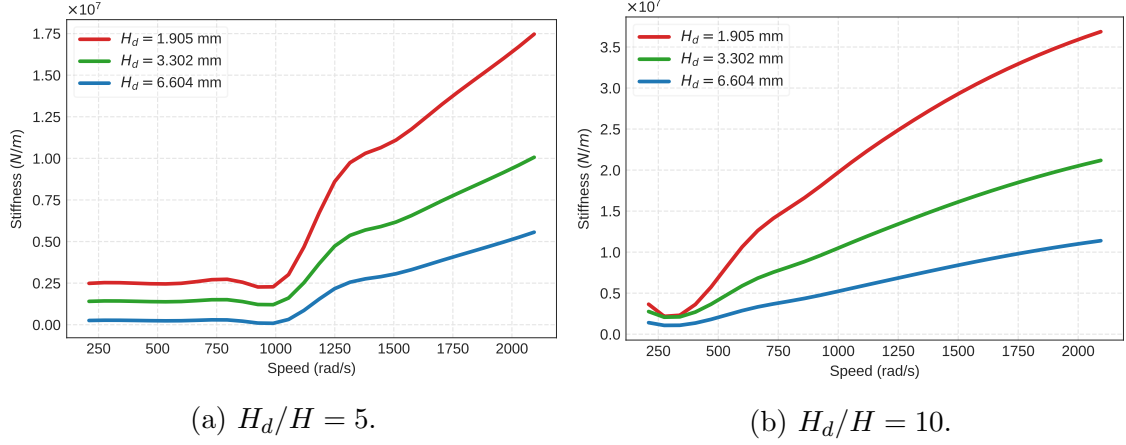 ×10⁷
1.75
1.50
1.25
1.00
0.75
0.50
0.25
0.00
Stiffness (N/m)
H_d = 1.905 mm
H_d = 3.302 mm
H_d = 6.604 mm
250 500 750 1000 1250 1500 1750 2000
Speed (rad/s)
(a) H_d/H = 5.
×10⁷
3.5
3.0
2.5
2.0
1.5
1.0
0.5
0.0
Stiffness (N/m)
H_d = 1.905 mm
H_d = 3.302 mm
H_d = 6.604 mm
250 500 750 1000 1250 1500 1750 2000
Speed (rad/s)
(b) H_d/H = 10.